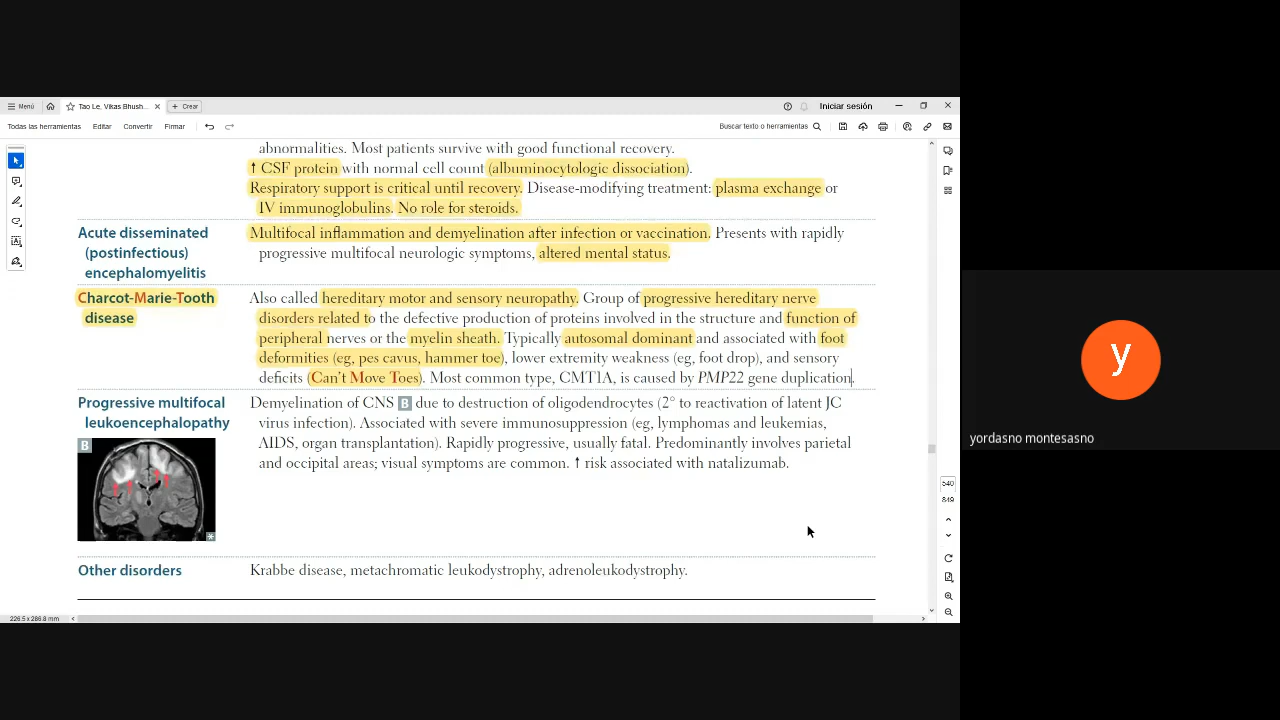 Menú
Tao Le, Vikas Bhush...
Crear
Iniciar sesión
Todas las herramientas
Editar
Convertir
Firmar
Buscar texto o herramientas
abnormalities. Most patients survive with good functional recovery.
↑ CSF protein with normal cell count (albuminocytologic dissociation).
Respiratory support is critical until recovery. Disease-modifying treatment: plasma exchange or
IV immunoglobulins. No role for steroids.
Acute disseminated
(postinfectious)
encephalomyelitis
Multifocal inflammation and demyelination after infection or vaccination. Presents with rapidly
progressive multifocal neurologic symptoms, altered mental status.
Charcot-Marie-Tooth
disease
Also called hereditary motor and sensory neuropathy. Group of progressive hereditary nerve
disorders related to the defective production of proteins involved in the structure and function of
peripheral nerves or the myelin sheath. Typically autosomal dominant and associated with foot
deformities (eg, pes cavus, hammer toe), lower extremity weakness (eg, foot drop), and sensory
deficits (Can't Move Toes). Most common type, CMT1A, is caused by PMP22 gene duplication.
Progressive multifocal
leukoencephalopathy
B
Demyelination of CNS B due to destruction of oligodendrocytes (2° to reactivation of latent JC
virus infection). Associated with severe immunosuppression (eg, lymphomas and leukemias,
AIDS, organ transplantation). Rapidly progressive, usually fatal. Predominantly involves parietal
and occipital areas; visual symptoms are common. ↑ risk associated with natalizumab.
Other disorders
Krabbe disease, metachromatic leukodystrophy, adrenoleukodystrophy.
540
849
226.5 x 286.8 mm
y
yordasno montesasno